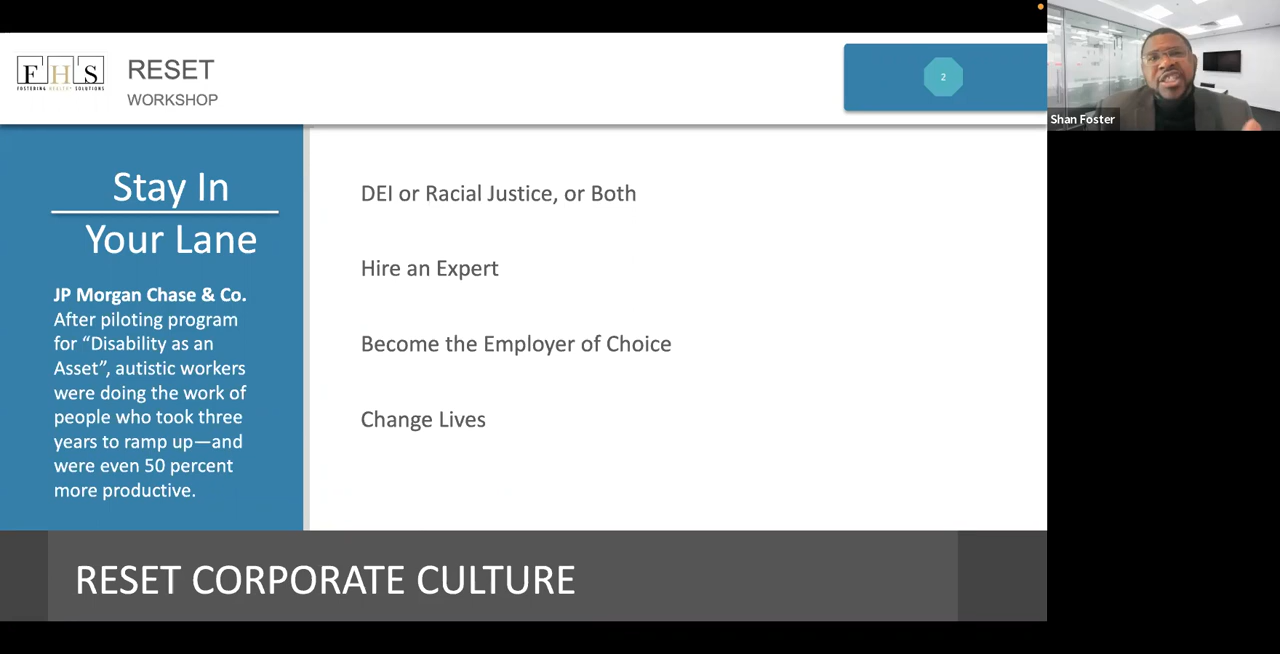 FHS
FOSTERING HEALTHY SOLUTIONS
RESET
WORKSHOP
2
Shan Foster
Stay In
Your Lane
JP Morgan Chase & Co.
After piloting program
for “Disability as an
Asset”, autistic workers
were doing the work of
people who took three
years to ramp up—and
were even 50 percent
more productive.
DEI or Racial Justice, or Both
Hire an Expert
Become the Employer of Choice
Change Lives
RESET CORPORATE CULTURE